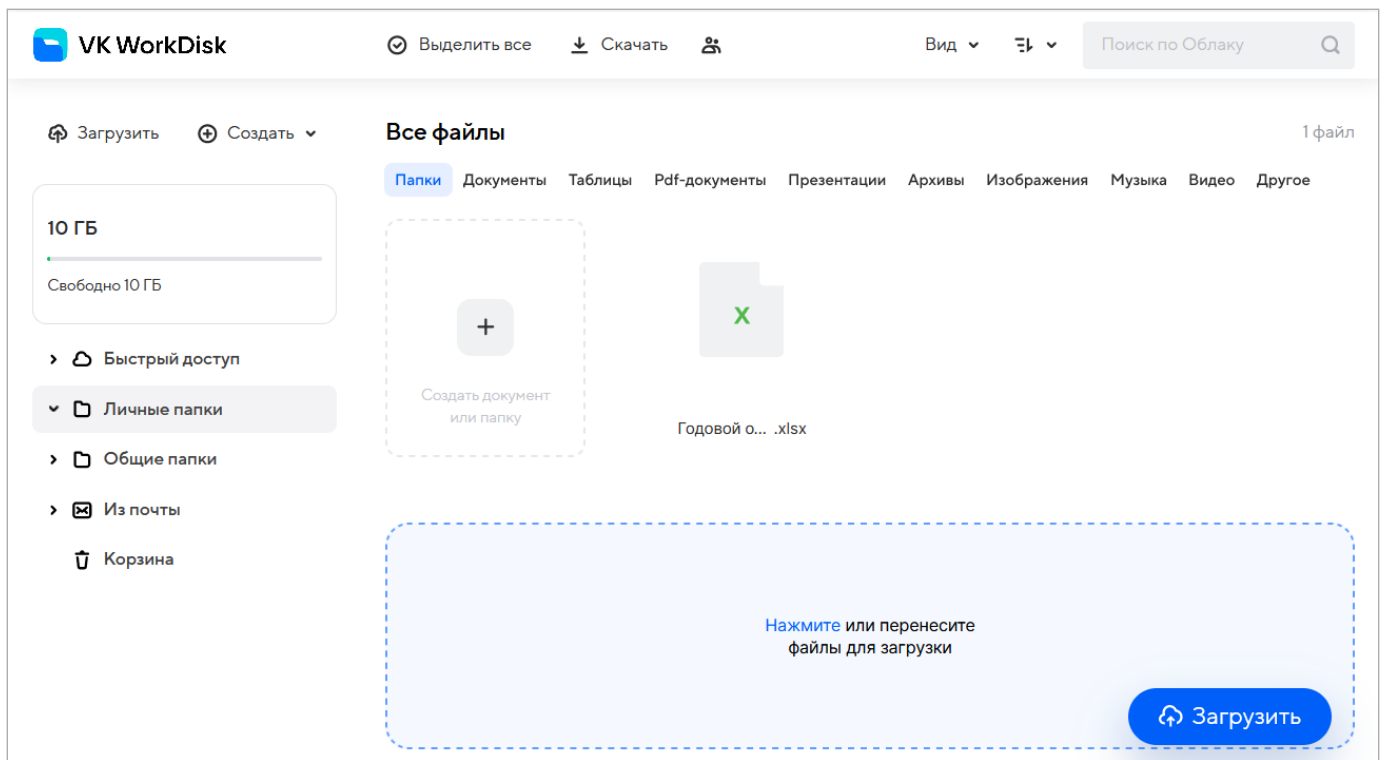 VK WorkDisk
Выделить все
Скачать
Вид
Поиск по Облаку
Загрузить
Создать
Все файлы
1 файл
Папки Документы Таблицы Pdf-документы Презентации Архивы Изображения Музыка Видео Другое
10 ГБ
Свободно 10 ГБ
Быстрый доступ
Личные папки
Общие папки
Из почты
Корзина
Создать документ
или папку
X
Годовой о... .xlsx
Нажмите или перенесите
файлы для загрузки
Загрузить